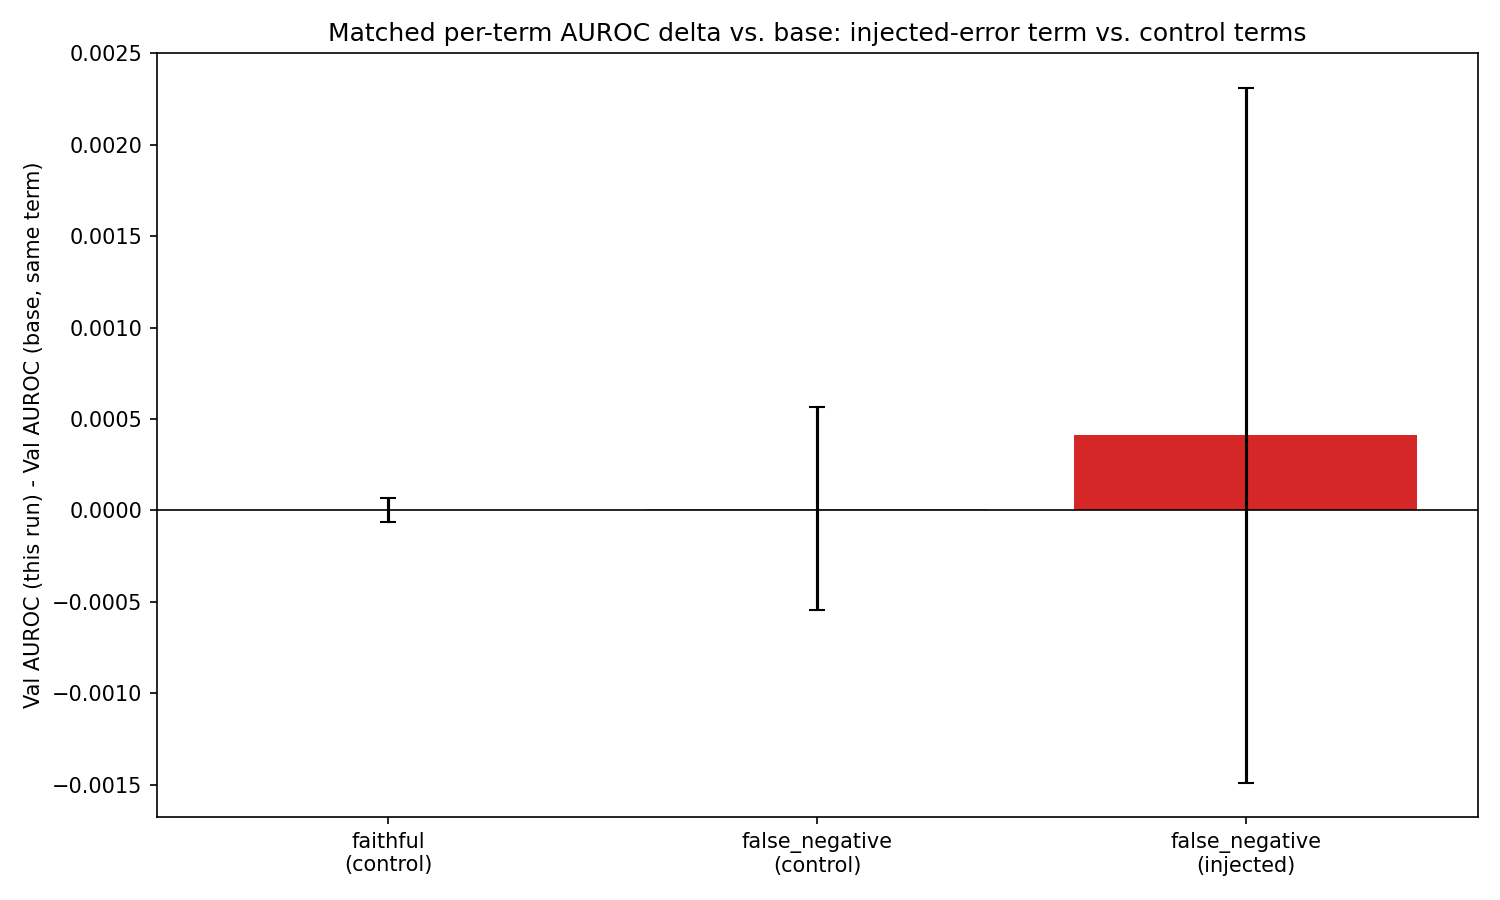 Matched per-term AUROC delta vs. base: injected-error term vs. control terms
Val AUROC (this run) - Val AUROC (base, same term)
0.0025
0.0020
0.0015
0.0010
0.0005
0.0000
−0.0005
−0.0010
−0.0015
faithful
(control)
false_negative
(control)
false_negative
(injected)